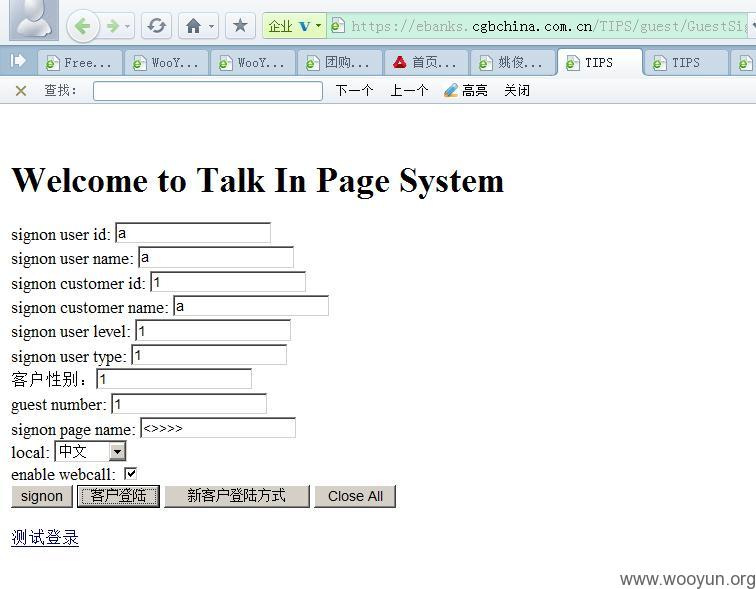 企业 V https://ebanks.cgbchina.com.cn/TIPS/guest/GuestSig
Free... WooY... WooY... 团购... 首页... 姚俊... TIPS TIPS
查找： 下一个 上一个 高亮 关闭
Welcome to Talk In Page System
signon user id: a
signon user name: a
signon customer id: 1
signon customer name: a
signon user level: 1
signon user type: 1
客户性别： 1
guest number: 1
signon page name: <>>>>
local: 中文
enable webcall:
signon 客户登陆 新客户登陆方式 Close All
测试登录
www.wooyun.org